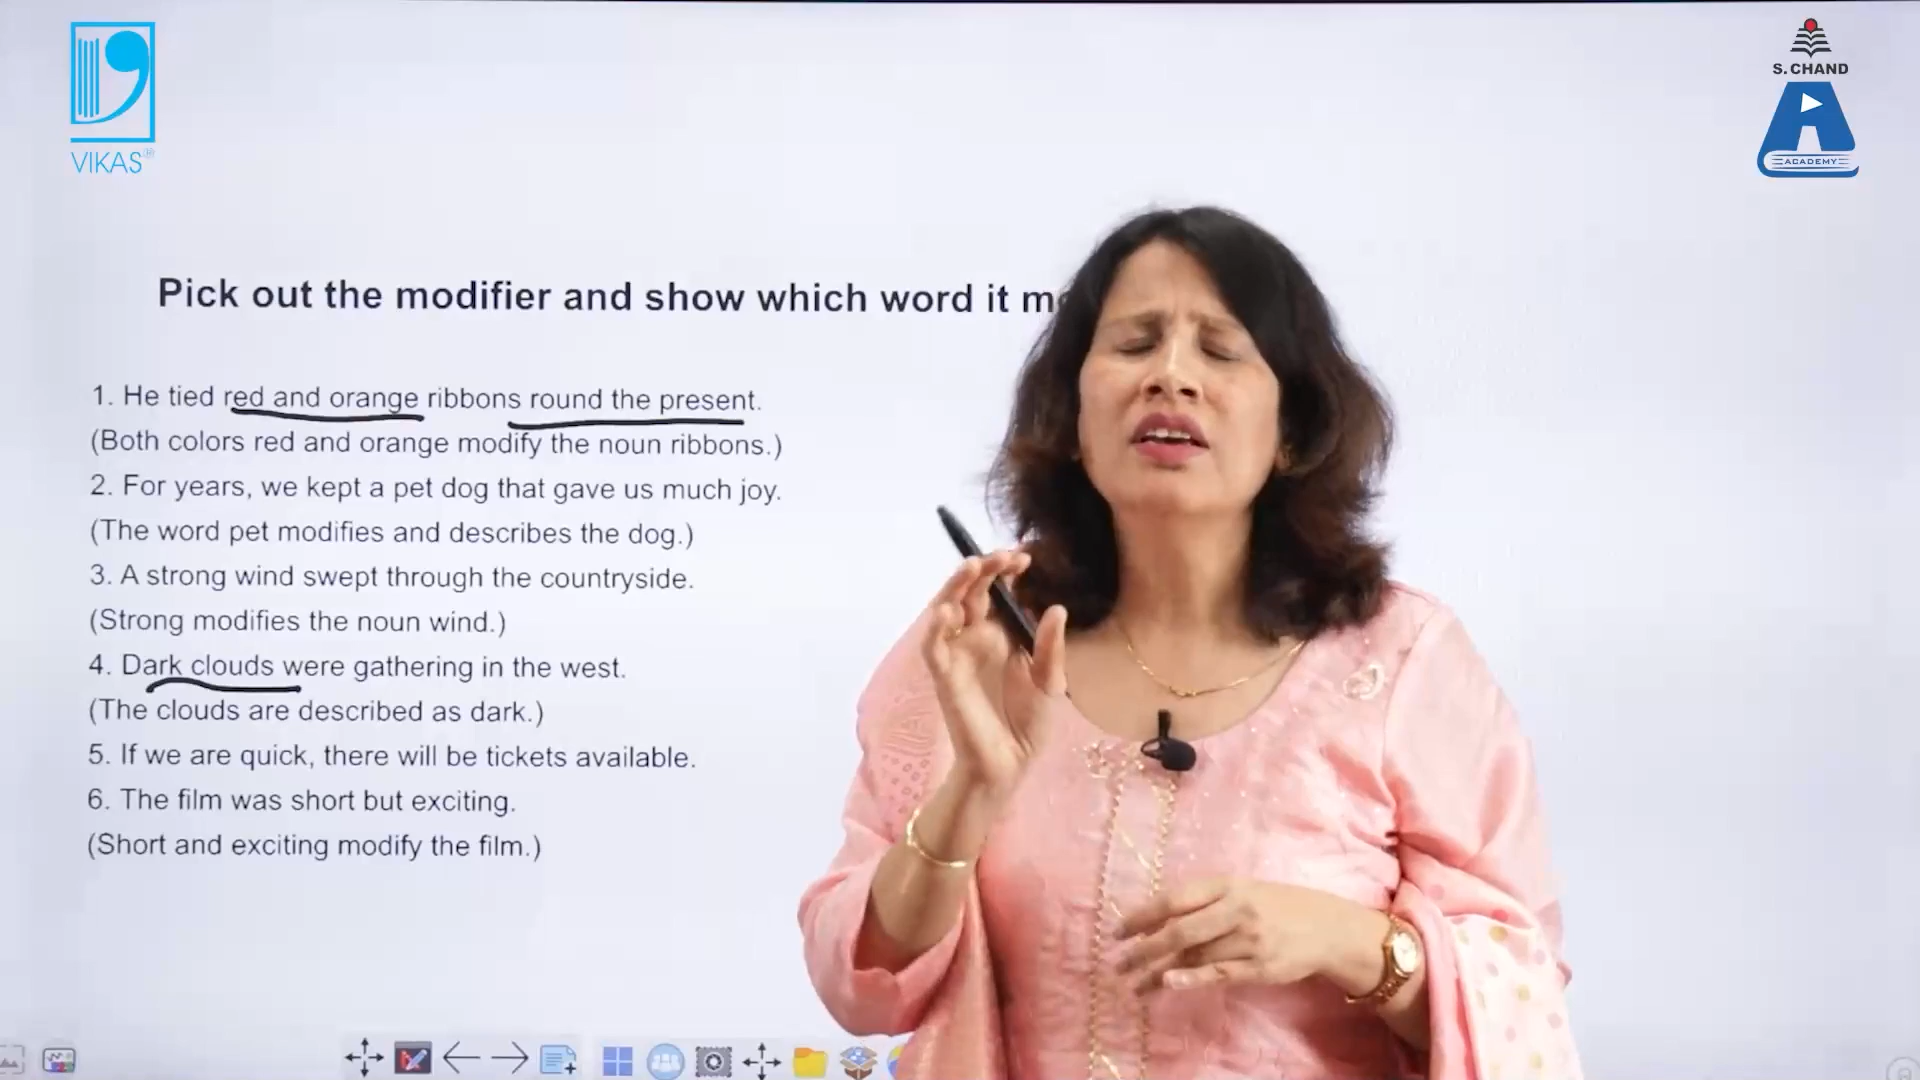 VIKAS®
S. CHAND
ACADEMY
Pick out the modifier and show which word it
1. He tied red and orange ribbons round the present.
(Both colors red and orange modify the noun ribbons.)
2. For years, we kept a pet dog that gave us much joy.
(The word pet modifies and describes the dog.)
3. A strong wind swept through the countryside.
(Strong modifies the noun wind.)
4. Dark clouds were gathering in the west.
(The clouds are described as dark.)
5. If we are quick, there will be tickets available.
6. The film was short but exciting.
(Short and exciting modify the film.)